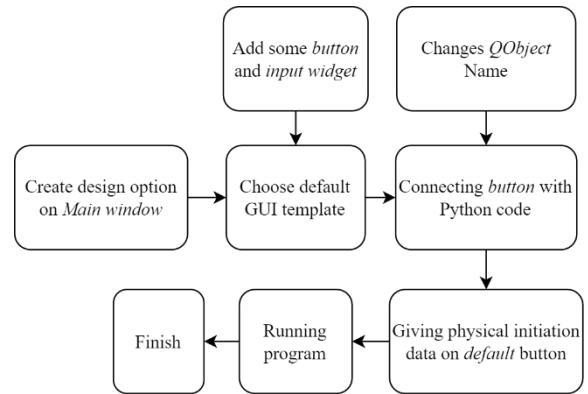 Add some button
and input widget
Changes QObject
Name
Create design option
on Main window
Choose default
GUI template
Connecting button with
Python code
Finish
Running
program
Giving physical initiation
data on default button